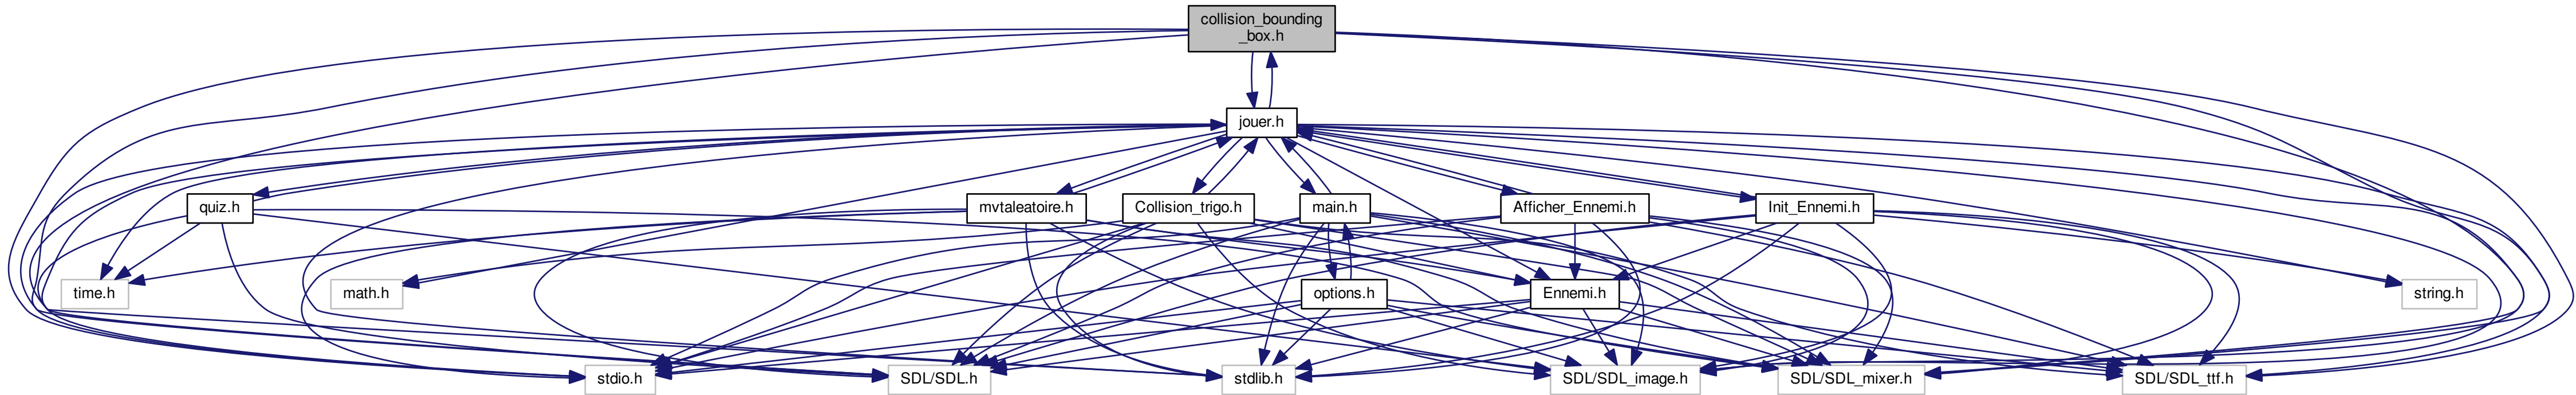 collision_bounding
_box.h
jouer.h
quiz.h
mvtaleatoire.h
Collision_trigo.h
main.h
Afficher_Ennemi.h
Init_Ennemi.h
time.h
math.h
options.h
Ennemi.h
string.h
stdio.h
SDL/SDL.h
stdlib.h
SDL/SDL_image.h
SDL/SDL_mixer.h
SDL/SDL_ttf.h